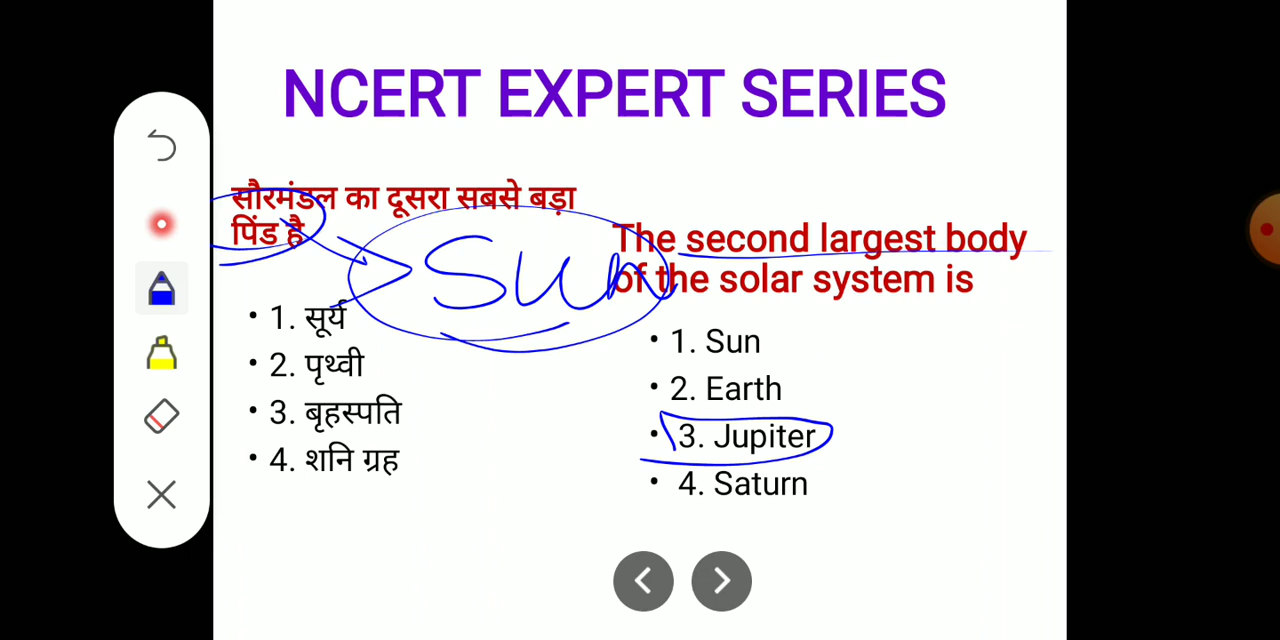 NCERT EXPERT SERIES
सौरमंडल का दूसरा सबसे बड़ा
पिंड है
Sun
• 1. सूर्य
• 2. पृथ्वी
• 3. बृहस्पति
• 4. शनि ग्रह
The second largest body
of the solar system is
• 1. Sun
• 2. Earth
• 3. Jupiter
• 4. Saturn